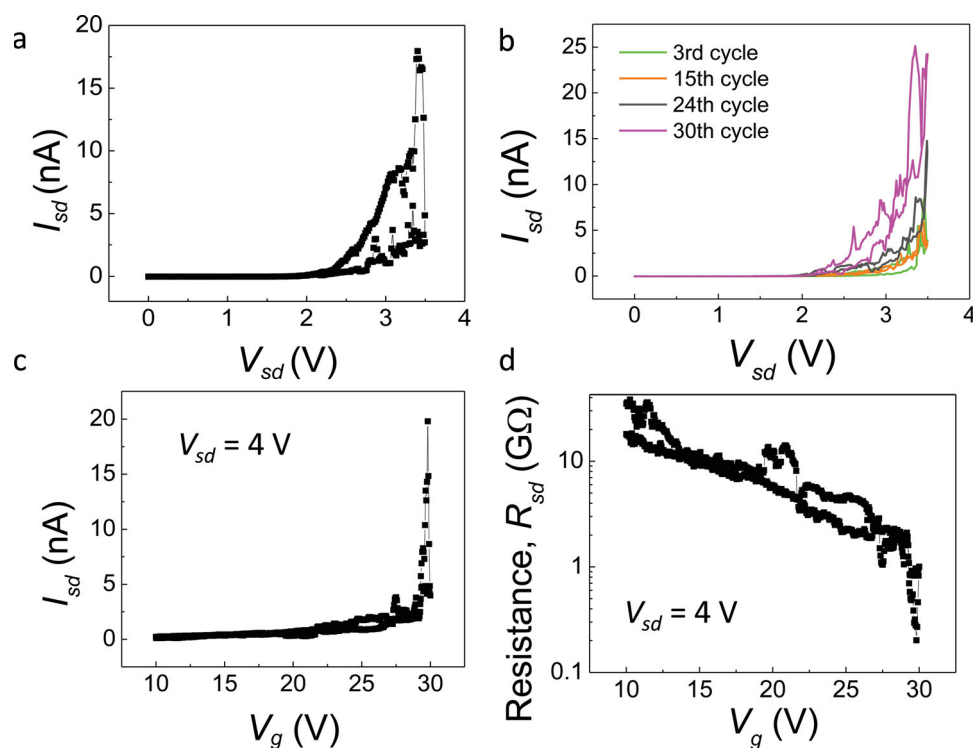 a
20
15
10
5
0
0 1 2 3 4
I_sd (nA)
V_sd (V)
b
3rd cycle
15th cycle
24th cycle
30th cycle
25
20
15
10
5
0
0 1 2 3 4
I_sd (nA)
V_sd (V)
c
V_sd = 4 V
20
15
10
5
0
10 15 20 25 30
I_sd (nA)
V_g (V)
d
10
1
0.1
10 15 20 25 30
Resistance, R_sd (GΩ)
V_sd = 4 V
V_g (V)